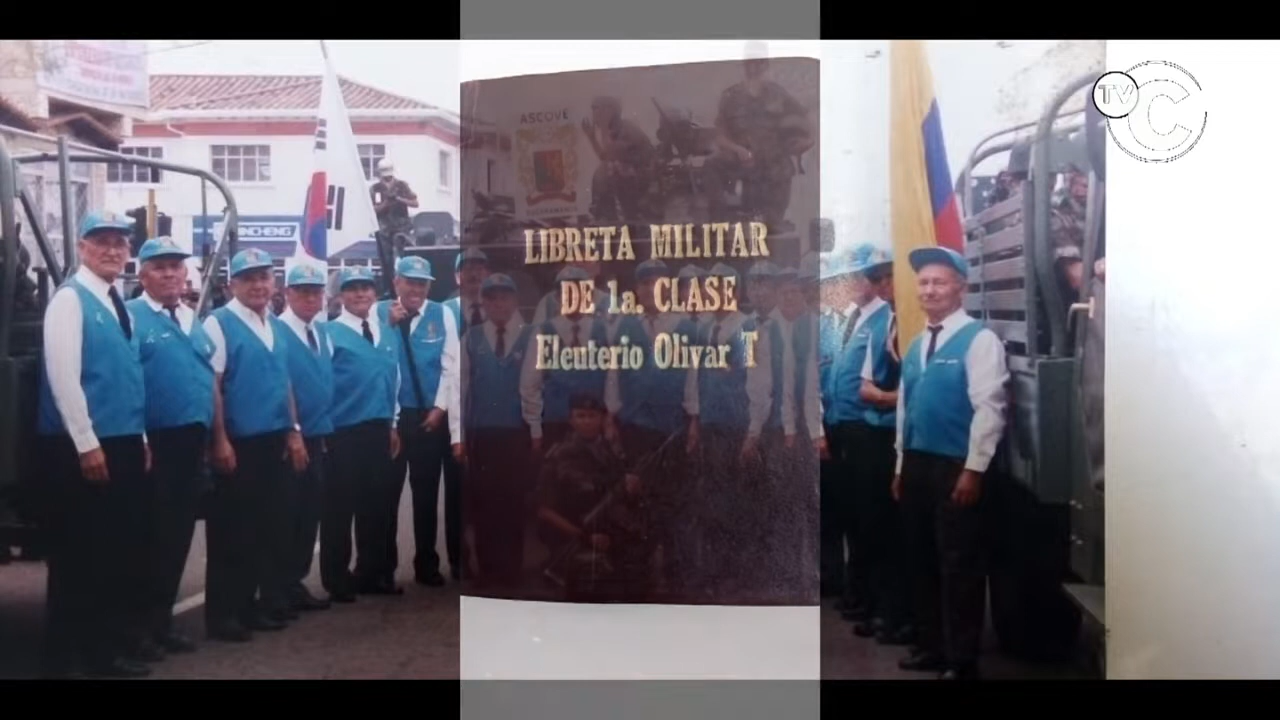 TV
C
ASCOVE
LIBRETA MILITAR
DE 1a. CLASE
Eleuterio Olivar T